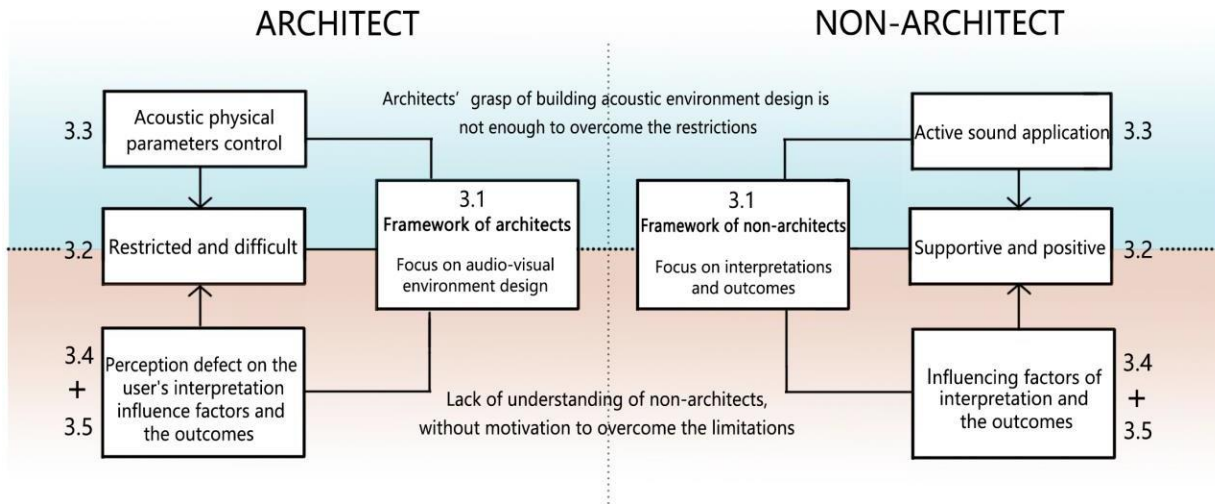 ARCHITECT
NON-ARCHITECT
Architects' grasp of building acoustic environment design is
not enough to overcome the restrictions
3.3
Acoustic physical
parameters control
Active sound application
3.3
3.1
Framework of architects
Focus on audio-visual
environment design
3.1
Framework of non-architects
Focus on interpretations
and outcomes
3.2
Restricted and difficult
Supportive and positive
3.2
3.4
+
3.5
Perception defect on the
user's interpretation
influence factors and
the outcomes
Lack of understanding of non-architects,
without motivation to overcome the limitations
Influencing factors of
interpretation and
the outcomes
3.4
+
3.5